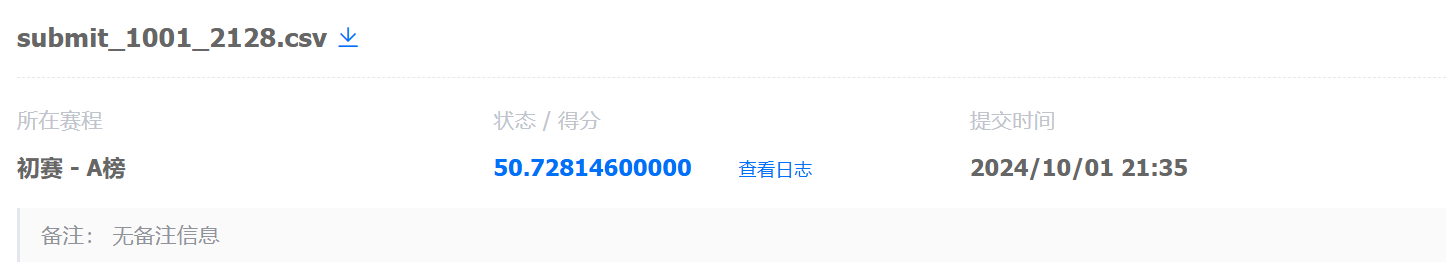 submit_1001_2128.csv
所在赛程 状态 / 得分 提交时间
初赛 - A榜 50.72814600000 查看日志 2024/10/01 21:35
备注： 无备注信息